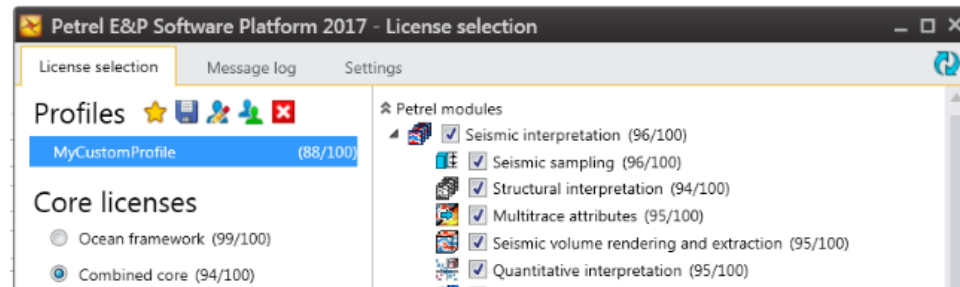 Petrel E&P Software Platform 2017 - License selection
License selection
Message log
Settings
Profiles
MyCustomProfile (88/100)
Core licenses
Ocean framework (99/100)
Combined core (94/100)
Petrel modules
Seismic interpretation (96/100)
Seismic sampling (96/100)
Structural interpretation (94/100)
Multitrace attributes (95/100)
Seismic volume rendering and extraction (95/100)
Quantitative interpretation (95/100)